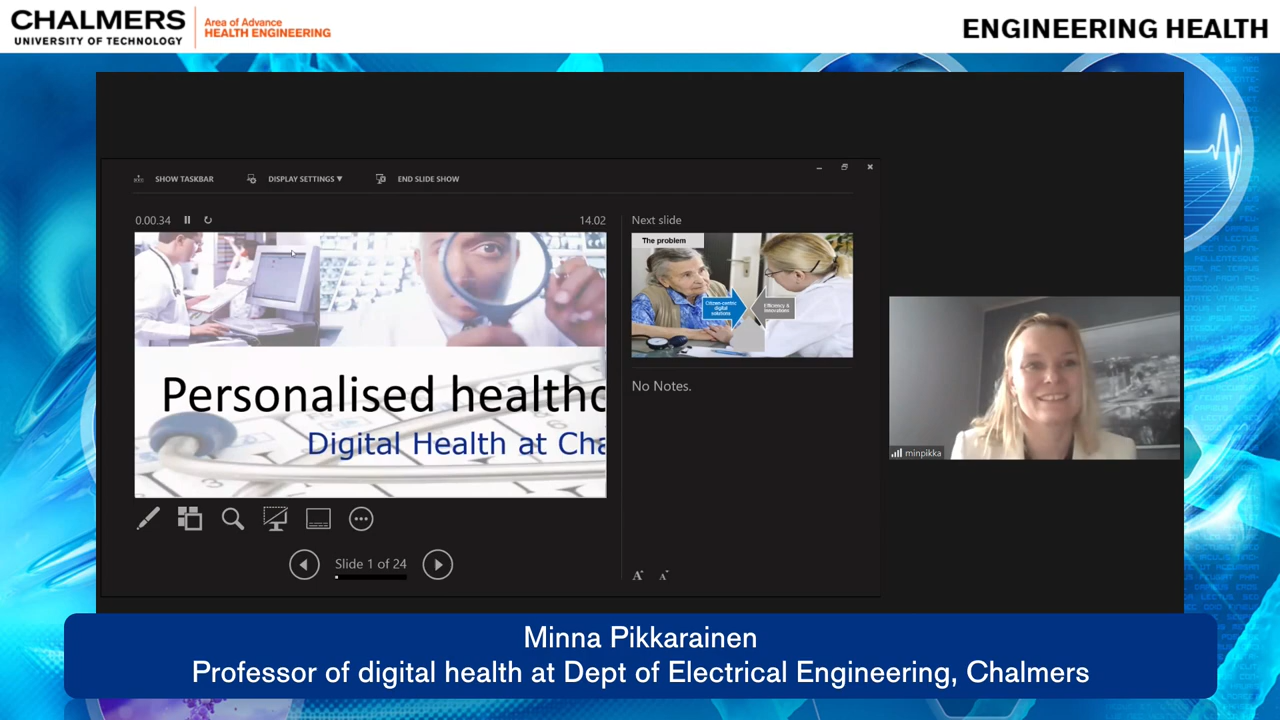 CHALMERS
UNIVERSITY OF TECHNOLOGY
Area of Advance
HEALTH ENGINEERING
ENGINEERING HEALTH
SHOW TASKBAR
DISPLAY SETTINGS ▼
END SLIDE SHOW
0.00.34
14.02
Next slide
The problem
Citizen-centric
digital
solutions
Efficiency &
Innovations
Personalised healthc
Digital Health at Cha
No Notes.
minpikka
Slide 1 of 24
Minna Pikkarainen
Professor of digital health at Dept of Electrical Engineering, Chalmers